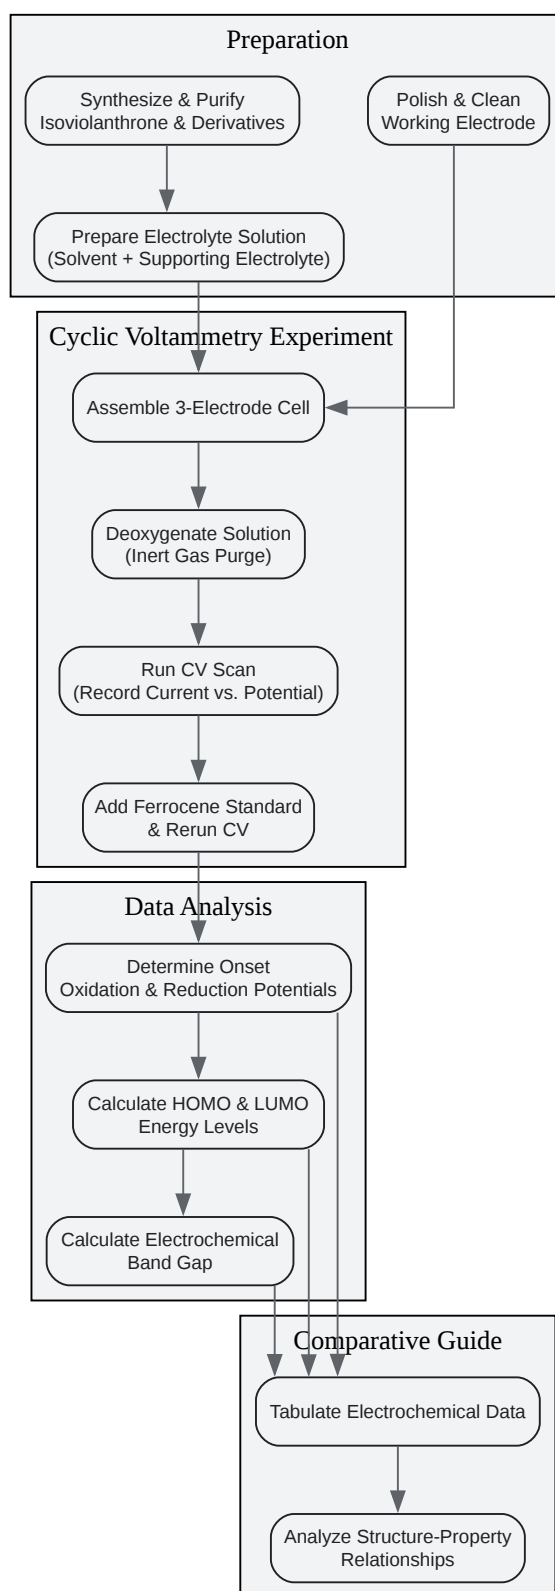 Preparation
Synthesize & Purify
Isoviolanthrone & Derivatives
Polish & Clean
Working Electrode
Prepare Electrolyte Solution
(Solvent + Supporting Electrolyte)
Cyclic Voltammetry Experiment
Assemble 3-Electrode Cell
Deoxygenate Solution
(Inert Gas Purge)
Run CV Scan
(Record Current vs. Potential)
Add Ferrocene Standard
& Rerun CV
Data Analysis
Determine Onset
Oxidation & Reduction Potentials
Calculate HOMO & LUMO
Energy Levels
Calculate Electrochemical
Band Gap
Comparative Guide
Tabulate Electrochemical Data
Analyze Structure-Property
Relationships